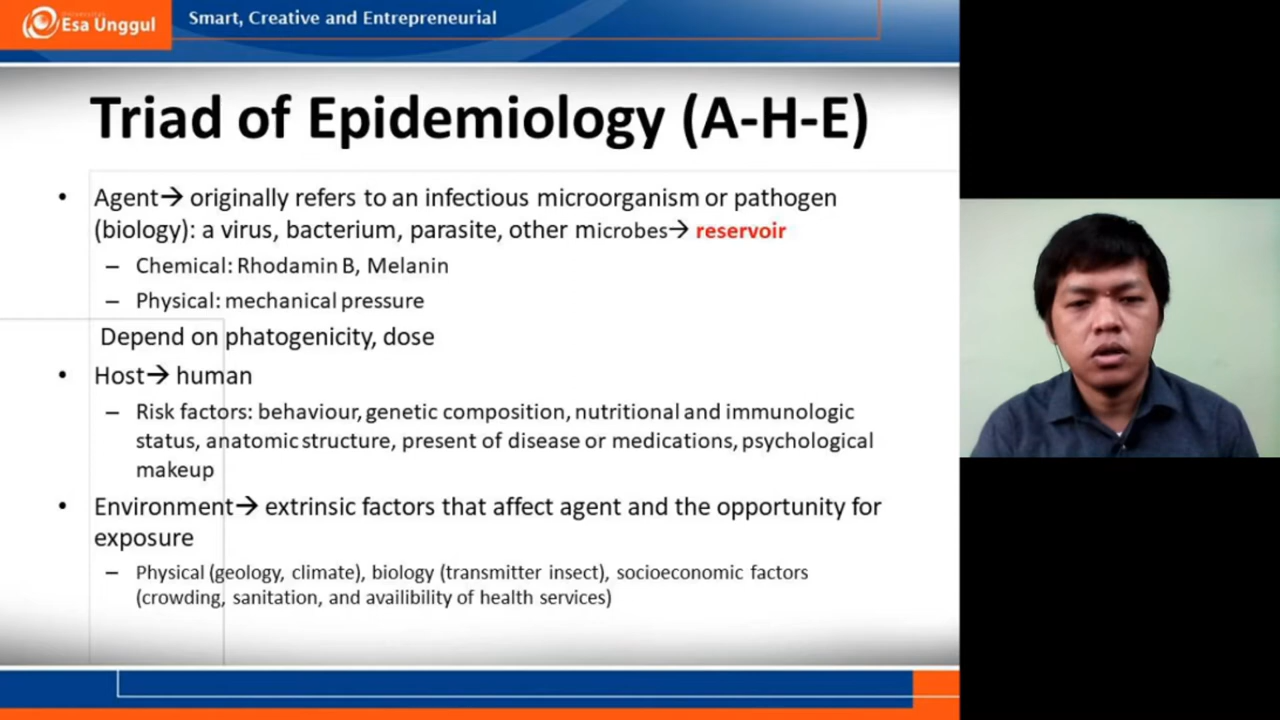 Esa Unggul
Smart, Creative and Entrepreneurial
Triad of Epidemiology (A-H-E)
• Agent→ originally refers to an infectious microorganism or pathogen
(biology): a virus, bacterium, parasite, other microbes→ reservoir
– Chemical: Rhodamin B, Melanin
– Physical: mechanical pressure
Depend on phatogenicity, dose
• Host→ human
– Risk factors: behaviour, genetic composition, nutritional and immunologic
status, anatomic structure, present of disease or medications, psychological
makeup
• Environment→ extrinsic factors that affect agent and the opportunity for
exposure
– Physical (geology, climate), biology (transmitter insect), socioeconomic factors
(crowding, sanitation, and availibility of health services)